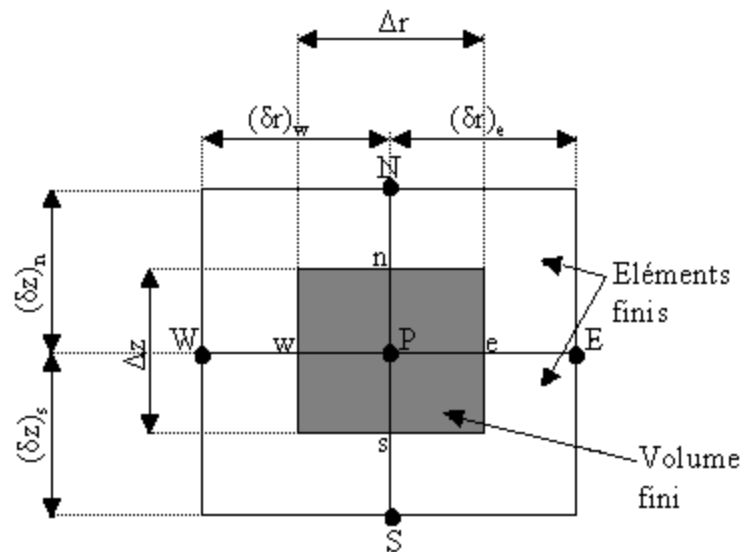 Δr
(δr)w
(δr)e
N
(δz)n
n
Eléments
finis
W
w
P
e
E
Δz
(δz)s
s
Volume
fini
S